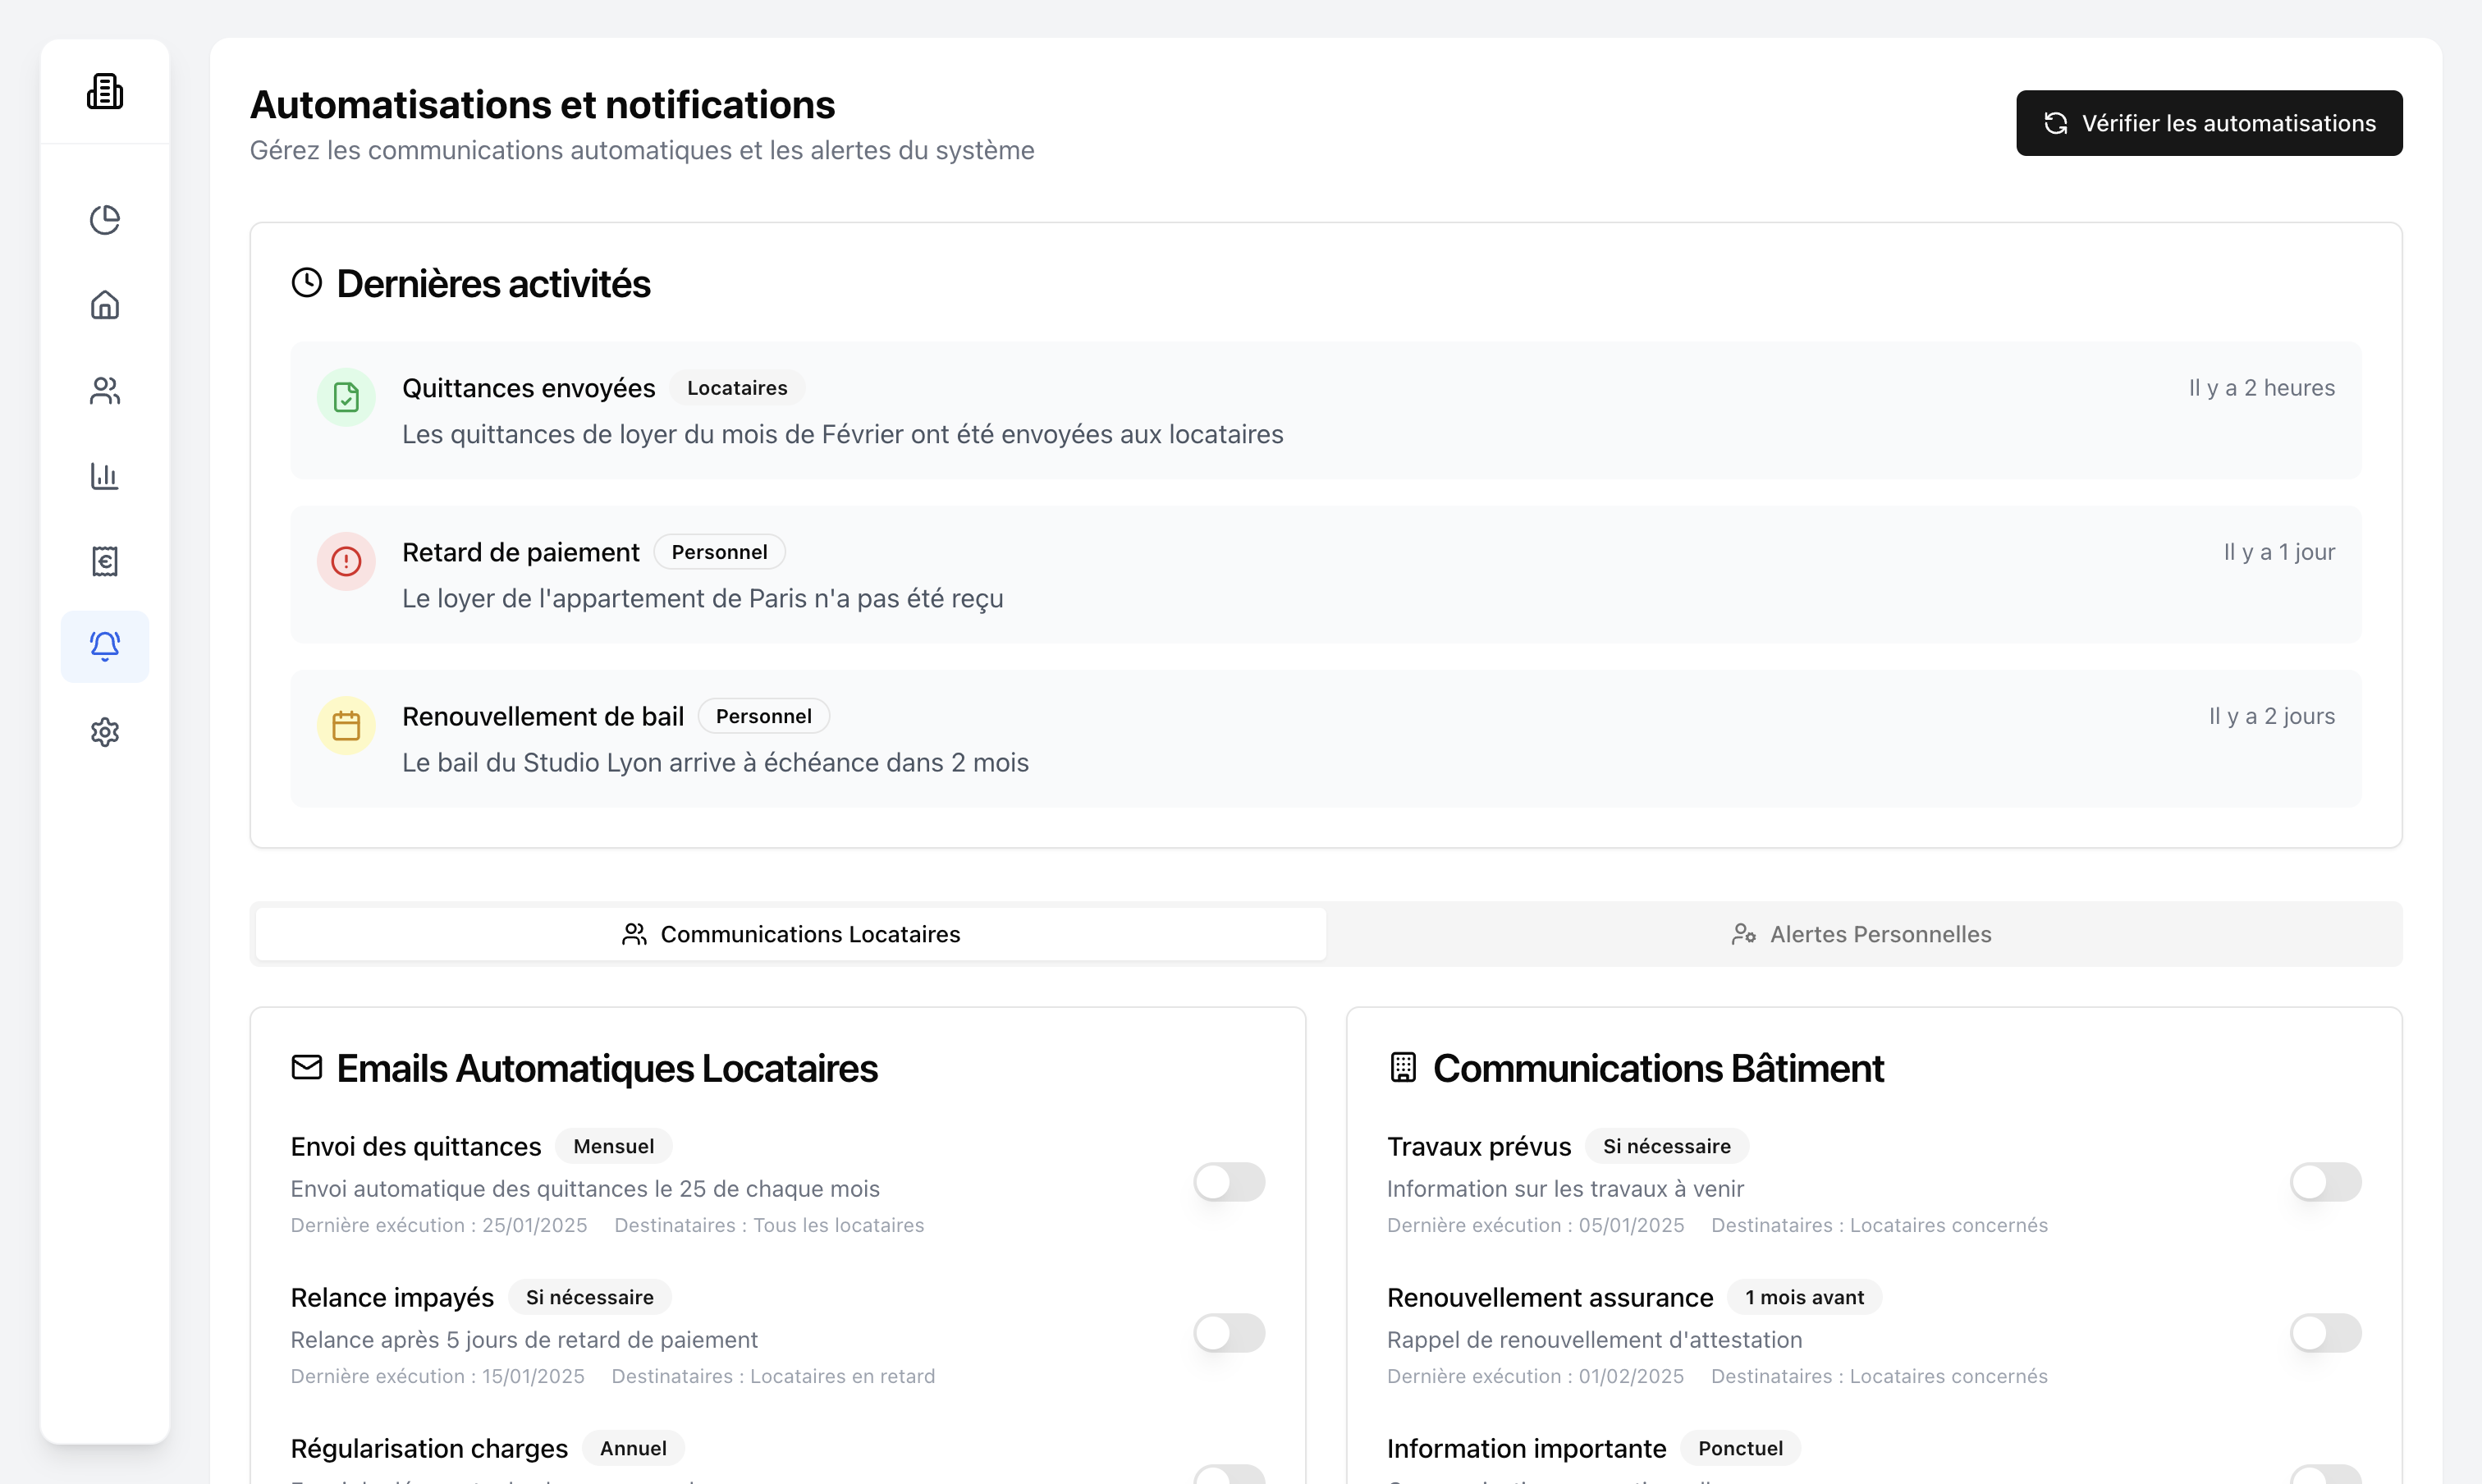 Automatisations et notifications
Gérez les communications automatiques et les alertes du système
Vérifier les automatisations
Dernières activités
Quittances envoyées Locataires Il y a 2 heures
Les quittances de loyer du mois de Février ont été envoyées aux locataires
Retard de paiement Personnel Il y a 1 jour
Le loyer de l'appartement de Paris n'a pas été reçu
Renouvellement de bail Personnel Il y a 2 jours
Le bail du Studio Lyon arrive à échéance dans 2 mois
Communications Locataires Alertes Personnelles
Emails Automatiques Locataires
Envoi des quittances Mensuel
Envoi automatique des quittances le 25 de chaque mois
Dernière exécution : 25/01/2025 Destinataires : Tous les locataires
Relance impayés Si nécessaire
Relance après 5 jours de retard de paiement
Dernière exécution : 15/01/2025 Destinataires : Locataires en retard
Régularisation charges Annuel
Communications Bâtiment
Travaux prévus Si nécessaire
Information sur les travaux à venir
Dernière exécution : 05/01/2025 Destinataires : Locataires concernés
Renouvellement assurance 1 mois avant
Rappel de renouvellement d'attestation
Dernière exécution : 01/02/2025 Destinataires : Locataires concernés
Information importante Ponctuel